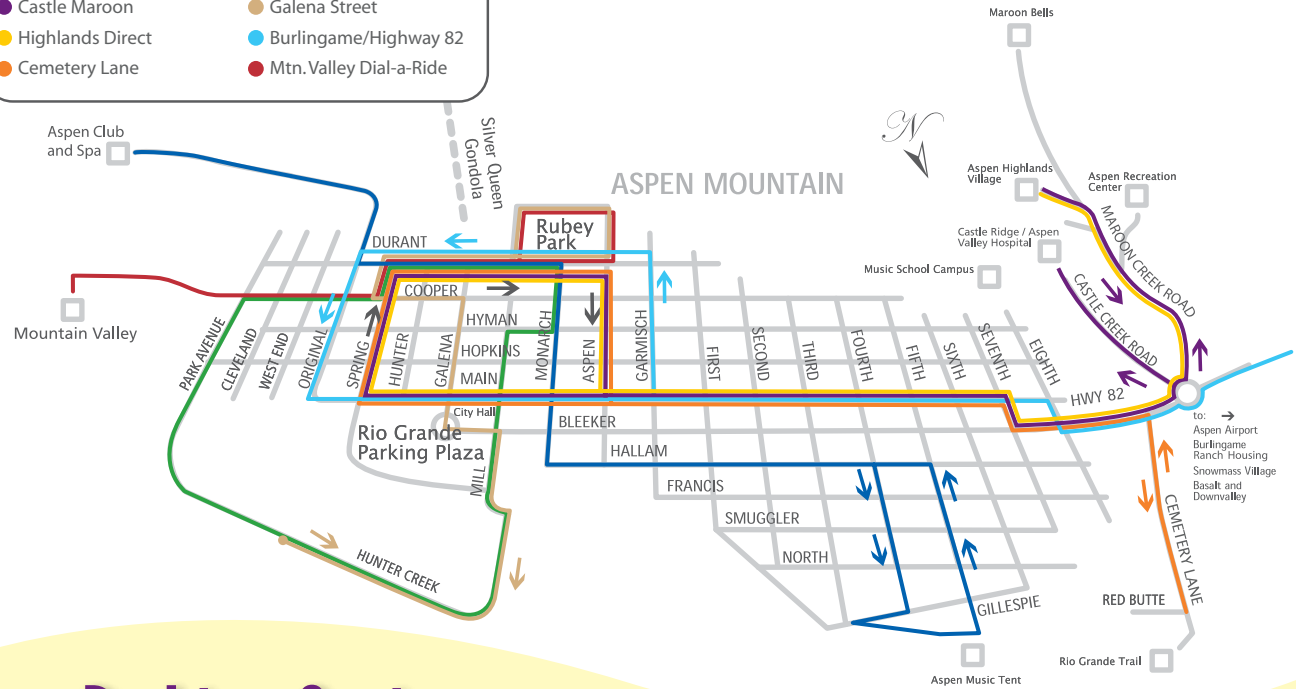 Castle Maroon
Galena Street
Highlands Direct
Burlingame/Highway 82
Cemetery Lane
Mtn. Valley Dial-a-Ride
Maroon Bells
Aspen Club
and Spa
Silver Queen
Gondola
N
ASPEN MOUNTAIN
Aspen Highlands
Village
Aspen Recreation
Center
Rubey
Park
DURANT
Castle Ridge / Aspen
Valley Hospital
Music School Campus
MAROON CREEK ROAD
CASTLE CREEK ROAD
Mountain Valley
COOPER
HYMAN
HOPKINS
MAIN
PARK AVENUE
CLEVELAND
WEST END
ORIGINAL
SPRING
HUNTER
GALENA
MONARCH
ASPEN
GARMISCH
FIRST
SECOND
THIRD
FOURTH
FIFTH
SIXTH
SEVENTH
EIGHTH
HWY 82
City Hall
BLEEKER
Rio Grande
Parking Plaza
HALLAM
MILL
FRANCIS
SMUGGLER
NORTH
GILLESPIE
HUNTER CREEK
to:
Aspen Airport
Burlingame
Ranch Housing
Snowmass Village
Basalt and
Downvalley
CEMETERY LANE
RED BUTTE
Rio Grande Trail
Aspen Music Tent